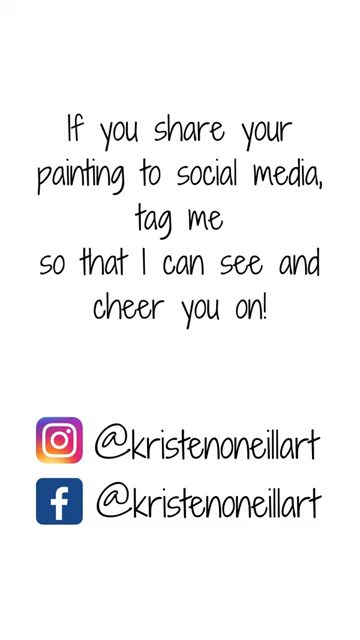 If you share your
painting to social media,
tag me
so that I can see and
cheer you on!
@kristenoneillart
@kristenoneillart